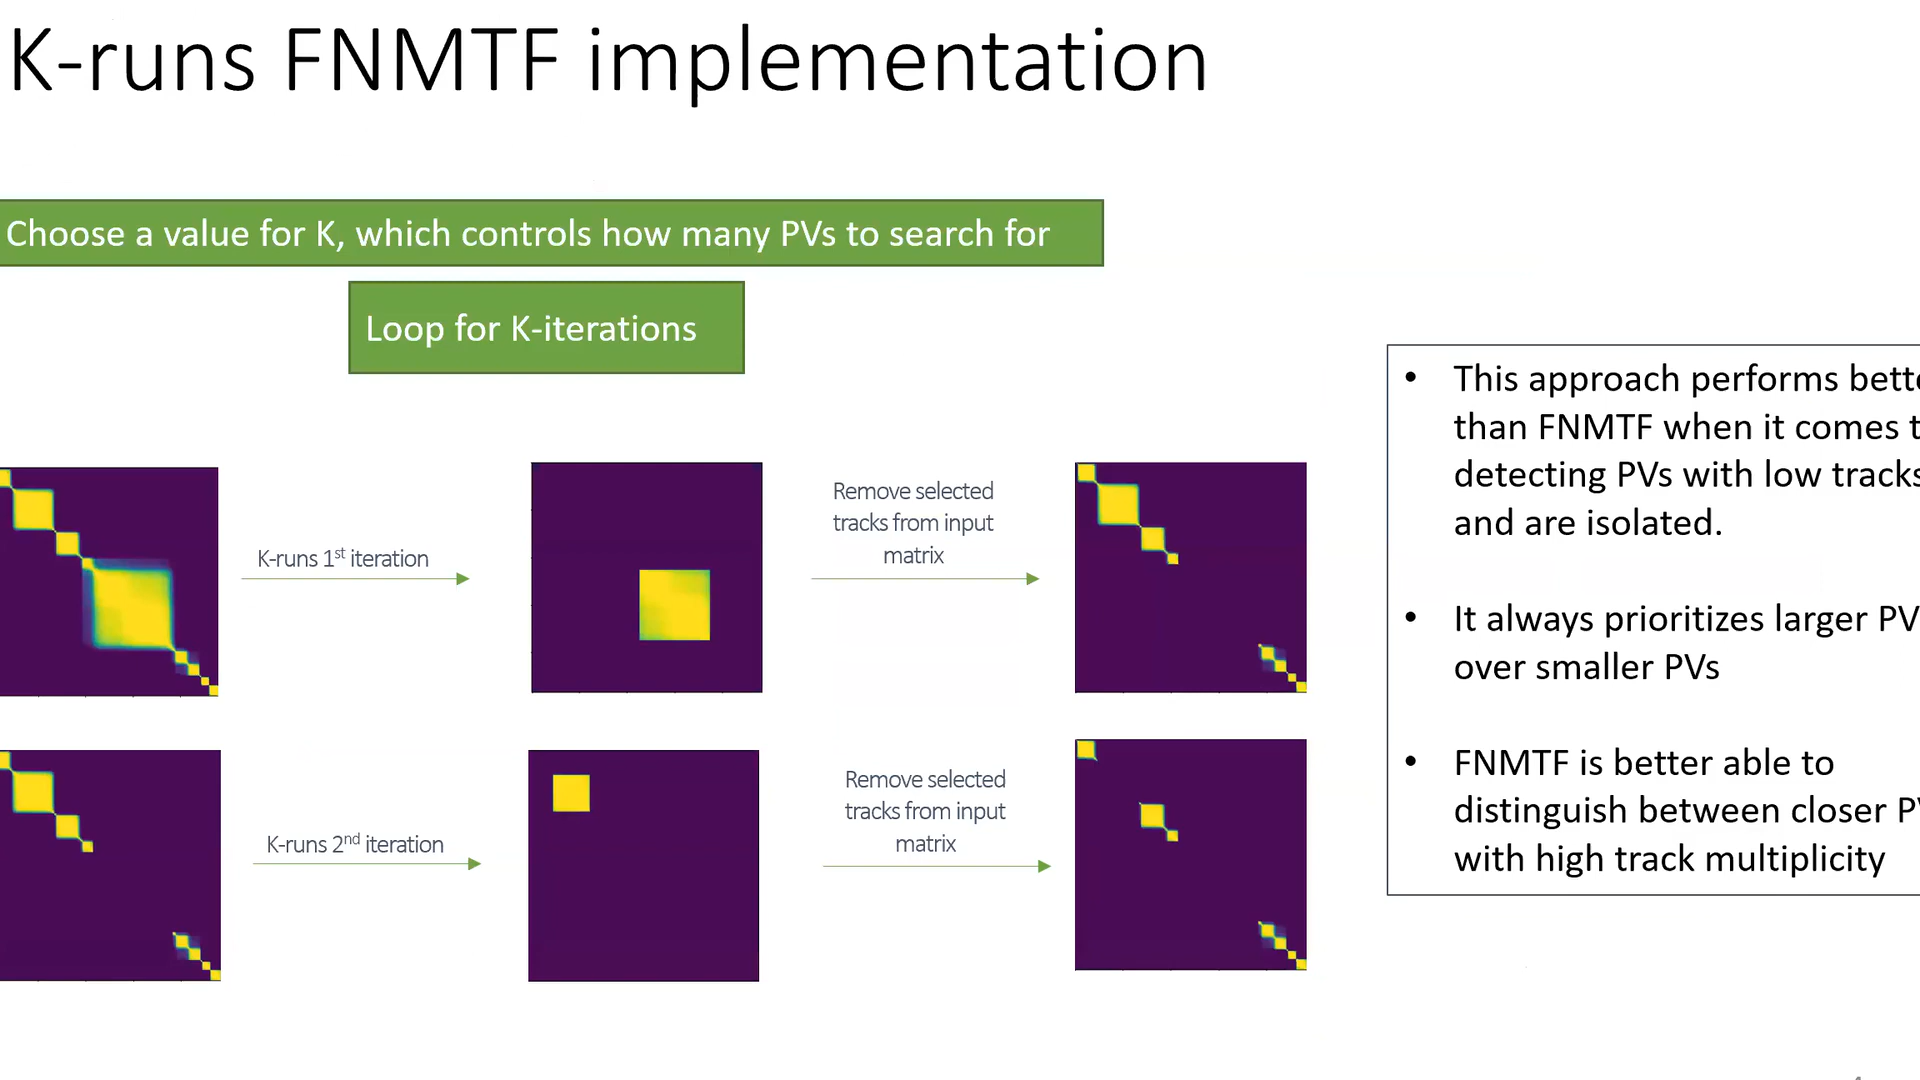 K-runs FNMTF implementation
Choose a value for K, which controls how many PVs to search for
Loop for K-iterations
K-runs 1st iteration
Remove selected
tracks from input
matrix
K-runs 2nd iteration
Remove selected
tracks from input
matrix
• This approach performs bette
than FNMTF when it comes t
detecting PVs with low tracks
and are isolated.
• It always prioritizes larger PV
over smaller PVs
• FNMTF is better able to
distinguish between closer PV
with high track multiplicity